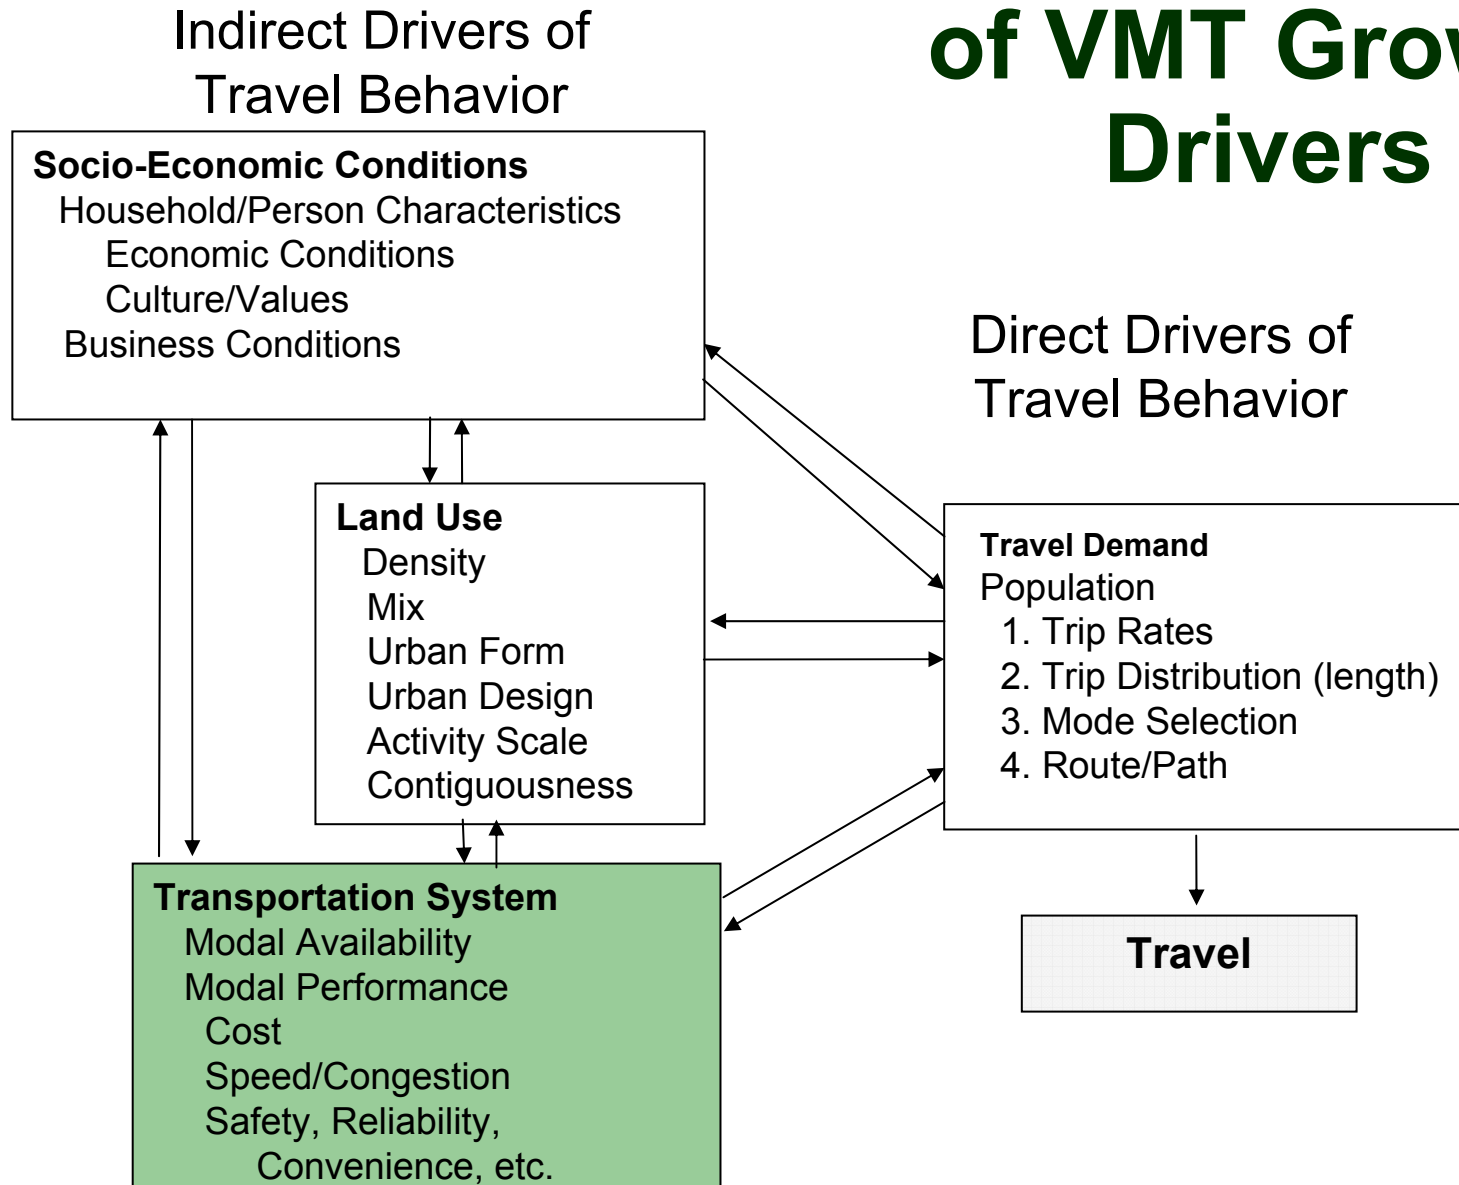 Indirect Drivers of
Travel Behavior
of VMT
Drivers
Socio-Economic Conditions
Household/Person Characteristics
Economic Conditions
Culture/Values
Business Conditions
Direct Drivers of
Travel Behavior
Land Use
Density
Mix
Urban Form
Urban Design
Activity Scale
Contiguousness
Travel Demand
Population
1. Trip Rates
2. Trip Distribution (length)
3. Mode Selection
4. Route/Path
Transportation System
Modal Availability
Modal Performance
Cost
Speed/Congestion
Safety, Reliability,
Convenience, etc.
Travel